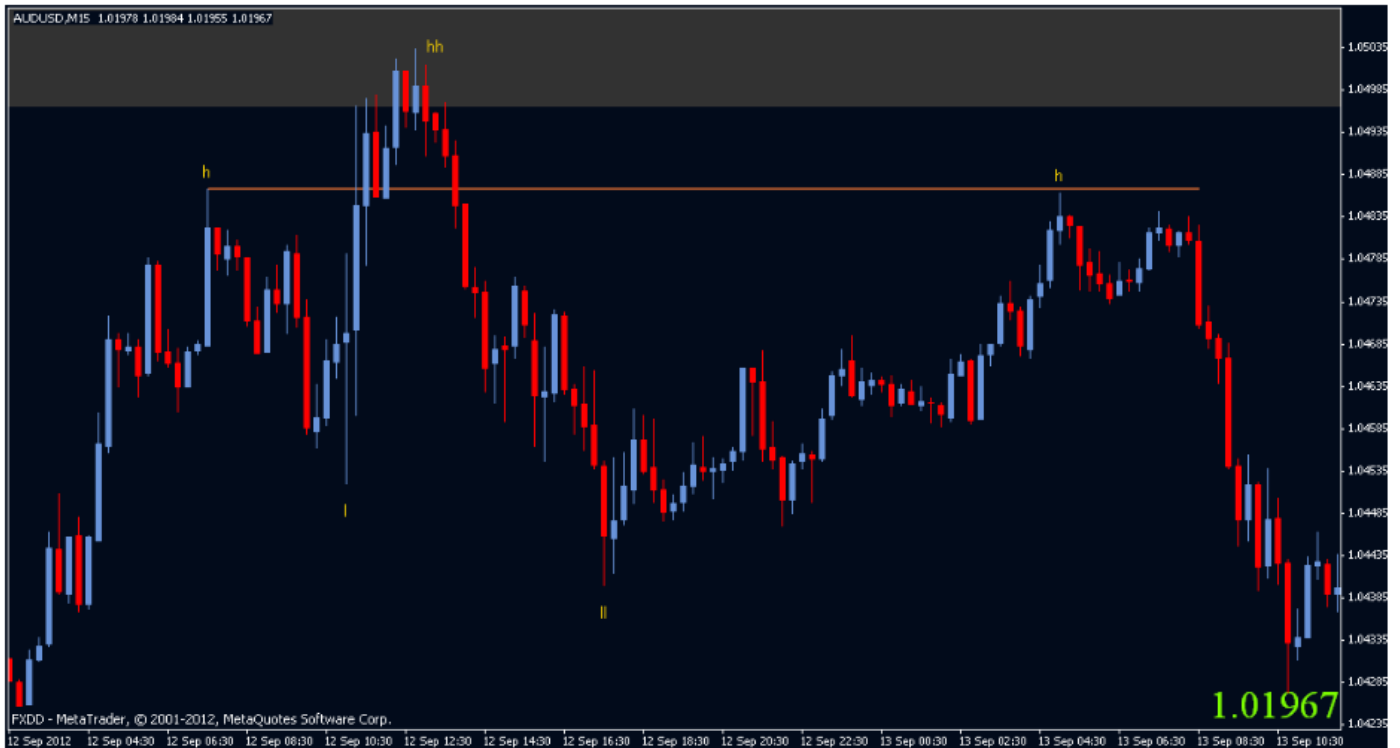 AUDUSD,M15 1.01978 1.01984 1.01955 1.01967
hh
h
h
l
ll
1.05035
1.04985
1.04935
1.04885
1.04835
1.04785
1.04735
1.04685
1.04635
1.04585
1.04535
1.04485
1.04435
1.04385
1.04335
1.04285
1.04235
1.01967
FXDD - MetaTrader, © 2001-2012, MetaQuotes Software Corp.
12 Sep 2012 12 Sep 04:30 12 Sep 06:30 12 Sep 08:30 12 Sep 10:30 12 Sep 12:30 12 Sep 14:30 12 Sep 16:30 12 Sep 18:30 12 Sep 20:30 12 Sep 22:30 13 Sep 00:30 13 Sep 02:30 13 Sep 04:30 13 Sep 06:30 13 Sep 08:30 13 Sep 10:30